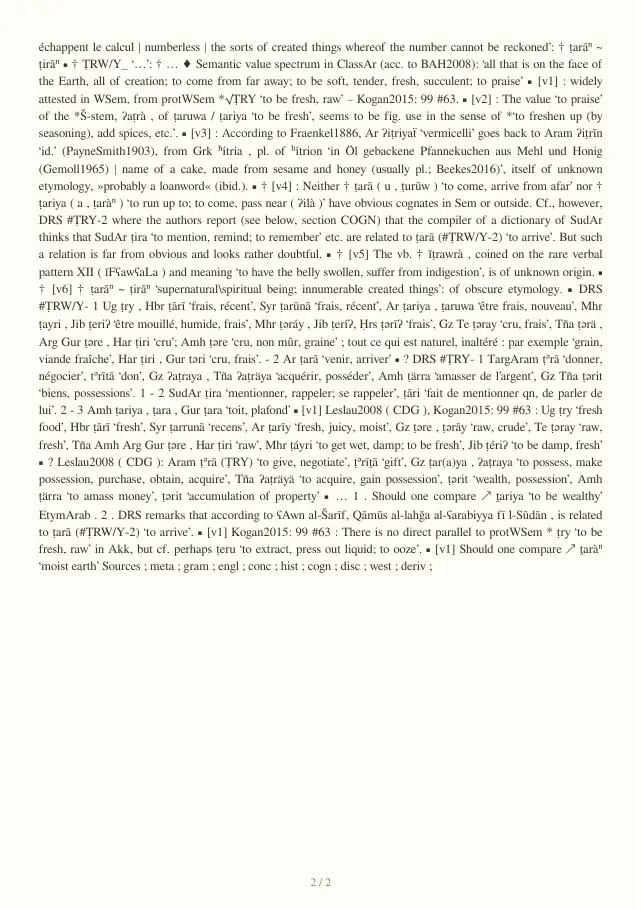 échappent le calcul | numberless | the sorts of created things whereof the number cannot be reckoned’: † ṭarāⁿ ~
ṭirāⁿ ▪ † ṬRW/Y_ ‘…’: † … ♦ Semantic value spectrum in ClassAr (acc. to BAH2008): ‘all that is on the face of
the Earth, all of creation; to come from far away; to be soft, tender, fresh, succulent; to praise’ ▪ [v1] : widely
attested in WSem, from protWSem *√ṬRY ‘to be fresh, raw’ – Kogan2015: 99 #63. ▪ [v2] : The value ‘to praise’
of the *Š-stem, ʔaṭrà , of ṭaruwa / ṭariya ‘to be fresh’, seems to be fig. use in the sense of *‘to freshen up (by
seasoning), add spices, etc.’. ▪ [v3] : According to Fraenkel1886, Ar ʔiṭriyaẗ ‘vermicelli’ goes back to Aram ʔiṭrīn
‘id.’ (PayneSmith1903), from Grk ʰítria , pl. of ʰítrion ‘in Öl gebackene Pfannekuchen aus Mehl und Honig
(Gemoll1965) | name of a cake, made from sesame and honey (usually pl.; Beekes2016)’, itself of unknown
etymology, »probably a loanword« (ibid.). ▪ † [v4] : Neither † ṭarā ( u , ṭurūw ) ‘to come, arrive from afar’ nor †
ṭariya ( a , ṭaràⁿ ) ‘to run up to; to come, pass near ( ʔilà )’ have obvious cognates in Sem or outside. Cf., however,
DRS #ṬRY-2 where the authors report (see below, section COGN) that the compiler of a dictionary of SudAr
thinks that SudAr ṭira ‘to mention, remind; to remember’ etc. are related to ṭarā (#ṬRW/Y-2) ‘to arrive’. But such
a relation is far from obvious and looks rather doubtful. ▪ † [v5] The vb. † ĭṭrawrà , coined on the rare verbal
pattern XII ( ĭFʕawʕaLa ) and meaning ‘to have the belly swollen, suffer from indigestion’, is of unknown origin. ▪
† [v6] † ṭarāⁿ ~ ṭirāⁿ ‘supernatural\spiritual being; innumerable created things’: of obscure etymology. ▪ DRS
#ṬRW/Y- 1 Ug ṭry , Hbr ṭārī ‘frais, récent’, Syr ṭarūnā ‘frais, récent’, Ar ṭariya , ṭaruwa ‘être frais, nouveau’, Mhr
ṭayri , Jib ṭeriʔ ‘être mouillé, humide, frais’, Mhr ṭəráy , Jib ṭerīʔ, Ḥrs ṭərīʔ ‘frais’, Gz Te ṭəray ‘cru, frais’, Tña ṭərä ,
Arg Gur ṭəre , Har ṭiri ‘cru’; Amh ṭəre ‘cru, non mûr, graine’ ; tout ce qui est naturel, inaltéré : par exemple ‘grain,
viande fraîche’, Har ṭiri , Gur təri ‘cru, frais’. - 2 Ar ṭarā ‘venir, arriver’ ▪ ? DRS #ṬRY- 1 TargAram ṭᵊrā ‘donner,
négocier’, ṭᵊrītā ‘don’, Gz ʔaṭraya , Tña ʔaṭräya ‘acquérir, posséder’, Amh ṭärra ‘amasser de l’argent’, Gz Tña ṭərit
‘biens, possessions’. 1 - 2 SudAr ṭira ‘mentionner, rappeler; se rappeler’, ṭāri ‘fait de mentionner qn, de parler de
lui’. 2 - 3 Amh ṭariya , ṭara , Gur ṭara ‘toit, plafond’ ▪ [v1] Leslau2008 ( CDG ), Kogan2015: 99 #63 : Ug ṭry ‘fresh
food’, Hbr ṭārī ‘fresh’, Syr ṭarrunā ‘recens’, Ar ṭarīy ‘fresh, juicy, moist’, Gz ṭəre , ṭərāy ‘raw, crude’, Te ṭəray ‘raw,
fresh’, Tña Amh Arg Gur ṭəre , Har ṭiri ‘raw’, Mhr ṭáyri ‘to get wet, damp; to be fresh’, Jib ṭériʔ ‘to be damp, fresh’
▪ ? Leslau2008 ( CDG ): Aram ṭᵊrā (ṬRY) ‘to give, negotiate’, ṭᵊrīṯā ‘gift’, Gz ṭar(a)ya , ʔaṭraya ‘to possess, make
possession, purchase, obtain, acquire’, Tña ʔaṭräyä ‘to acquire, gain possession’, ṭərit ‘wealth, possession’, Amh
ṭärra ‘to amass money’, ṭərit ‘accumulation of property’ ▪ … 1 . Should one compare ↗ ṯariya ‘to be wealthy’
EtymArab . 2 . DRS remarks that according to ʕAwn al-Šarīf, Qāmūs al-lahǧa al-ʕarabiyya fī l-Sūdān , is related
to ṭarā (#ṬRW/Y-2) ‘to arrive’. ▪ [v1] Kogan2015: 99 #63 : There is no direct parallel to protWSem * ṭry ‘to be
fresh, raw’ in Akk, but cf. perhaps ṭeru ‘to extract, press out liquid; to ooze’. ▪ [v1] Should one compare ↗ ṯaràⁿ
‘moist earth’ Sources ; meta ; gram ; engl ; conc ; hist ; cogn ; disc ; west ; deriv ;
2 / 2